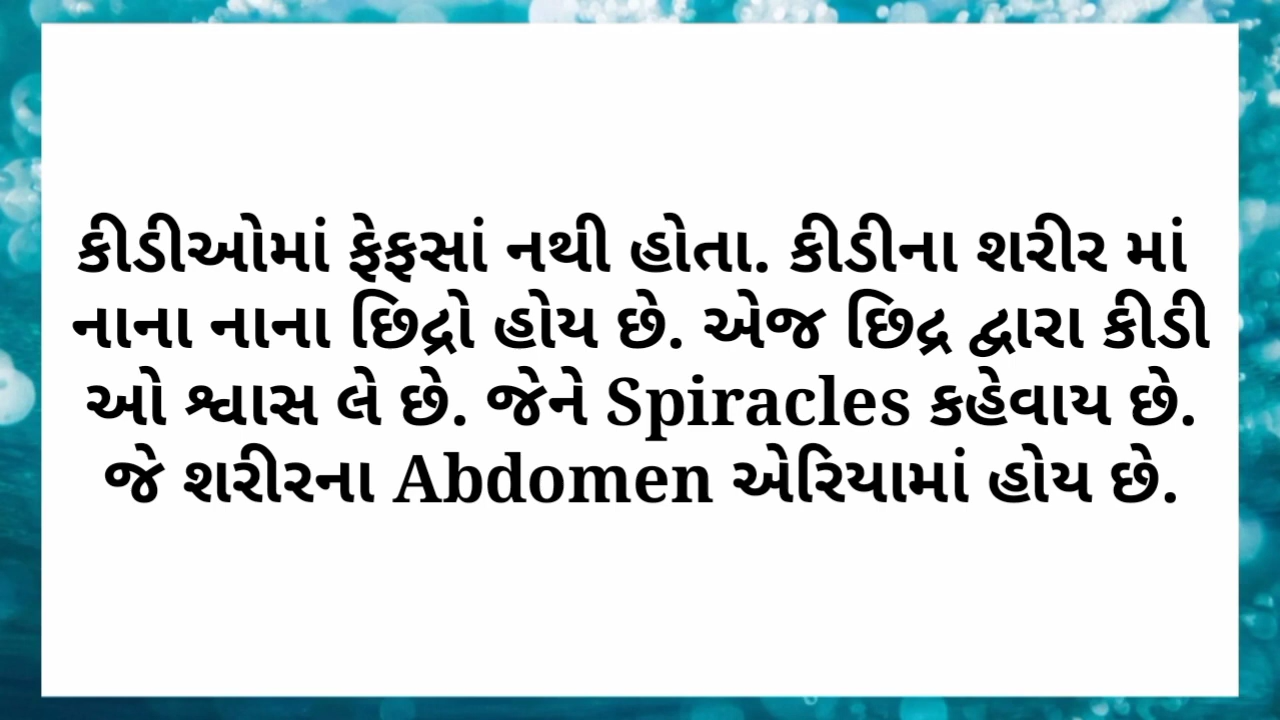 કીડીઓમાં ફેફસાં નથી હોતા. કીડીના શરીર માં
નાના નાના છિદ્રો હોય છે. એજ છિદ્ર દ્વારા કીડી
ઓ શ્વાસ લે છે. જેને Spiracles કહેવાય છે.
જે શરીરના Abdomen એરિયામાં હોય છે.